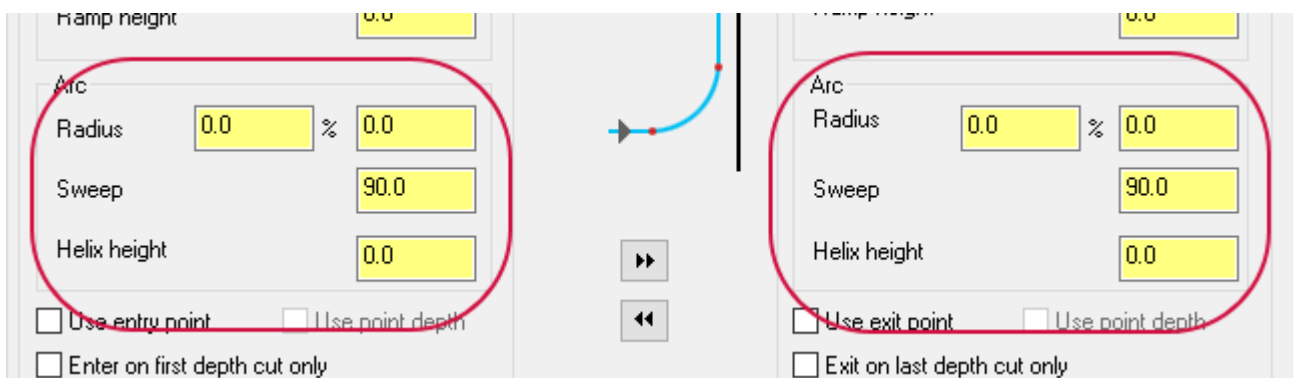 Ramp height 0.0
Ramp height 0.0
Arc
Radius 0.0 % 0.0
Sweep 90.0
Helix height 0.0
Use entry point Use point depth
Enter on first depth cut only
Arc
Radius 0.0 % 0.0
Sweep 90.0
Helix height 0.0
Use exit point Use point depth
Exit on last depth cut only